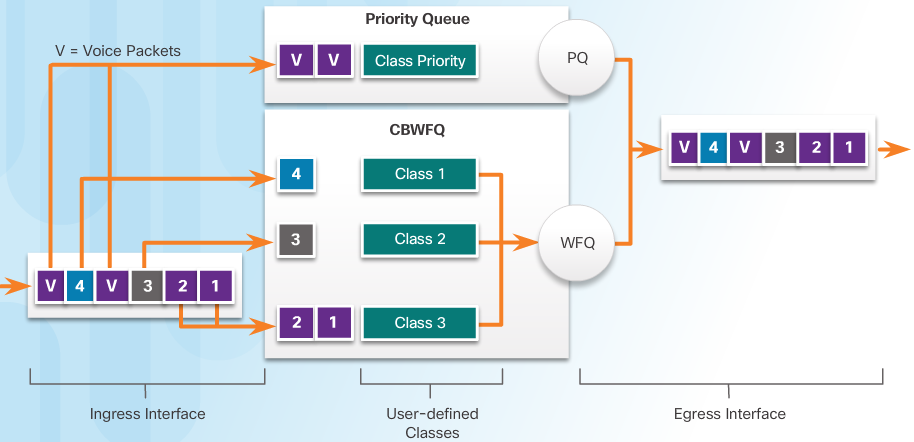 Priority Queue
V = Voice Packets
V V Class Priority
PQ
CBWFQ
V 4 V 3 2 1
4 Class 1
3 Class 2
WFQ
V 4 V 3 2 1
2 1 Class 3
Ingress Interface
User-defined
Classes
Egress Interface